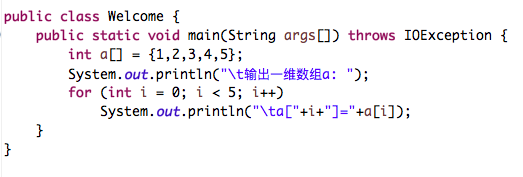 public class Welcome {
    public static void main(String args[]) throws IOException {
        int a[] = {1,2,3,4,5};
        System.out.println("\t输出一维数组a: ");
        for (int i = 0; i < 5; i++)
            System.out.println("\ta["+i+"]="+a[i]);
    }
}